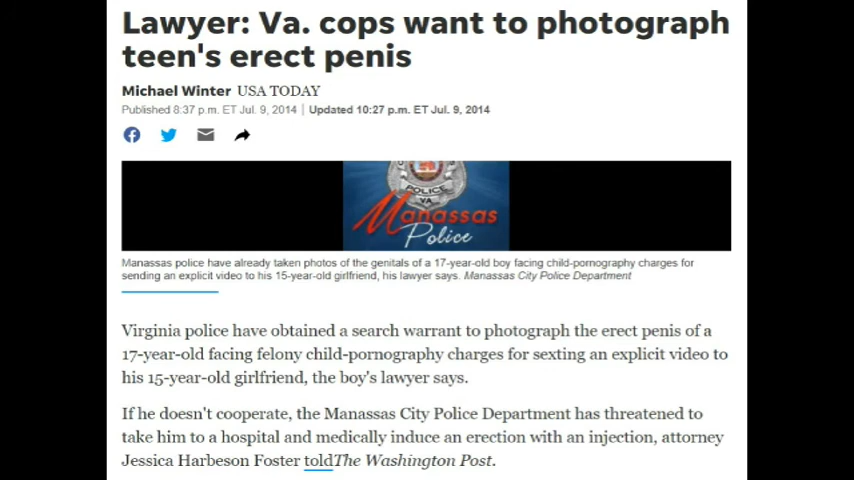 Lawyer: Va. cops want to photograph
teen's erect penis
Michael Winter USA TODAY
Published 8:37 p.m. ET Jul. 9, 2014 | Updated 10:27 p.m. ET Jul. 9, 2014
POLICE
VA
Manassas
Police
Manassas police have already taken photos of the genitals of a 17-year-old boy facing child-pornography charges for
sending an explicit video to his 15-year-old girlfriend, his lawyer says. Manassas City Police Department
Virginia police have obtained a search warrant to photograph the erect penis of a
17-year-old facing felony child-pornography charges for sexting an explicit video to
his 15-year-old girlfriend, the boy's lawyer says.
If he doesn't cooperate, the Manassas City Police Department has threatened to
take him to a hospital and medically induce an erection with an injection, attorney
Jessica Harbeson Foster toldThe Washington Post.